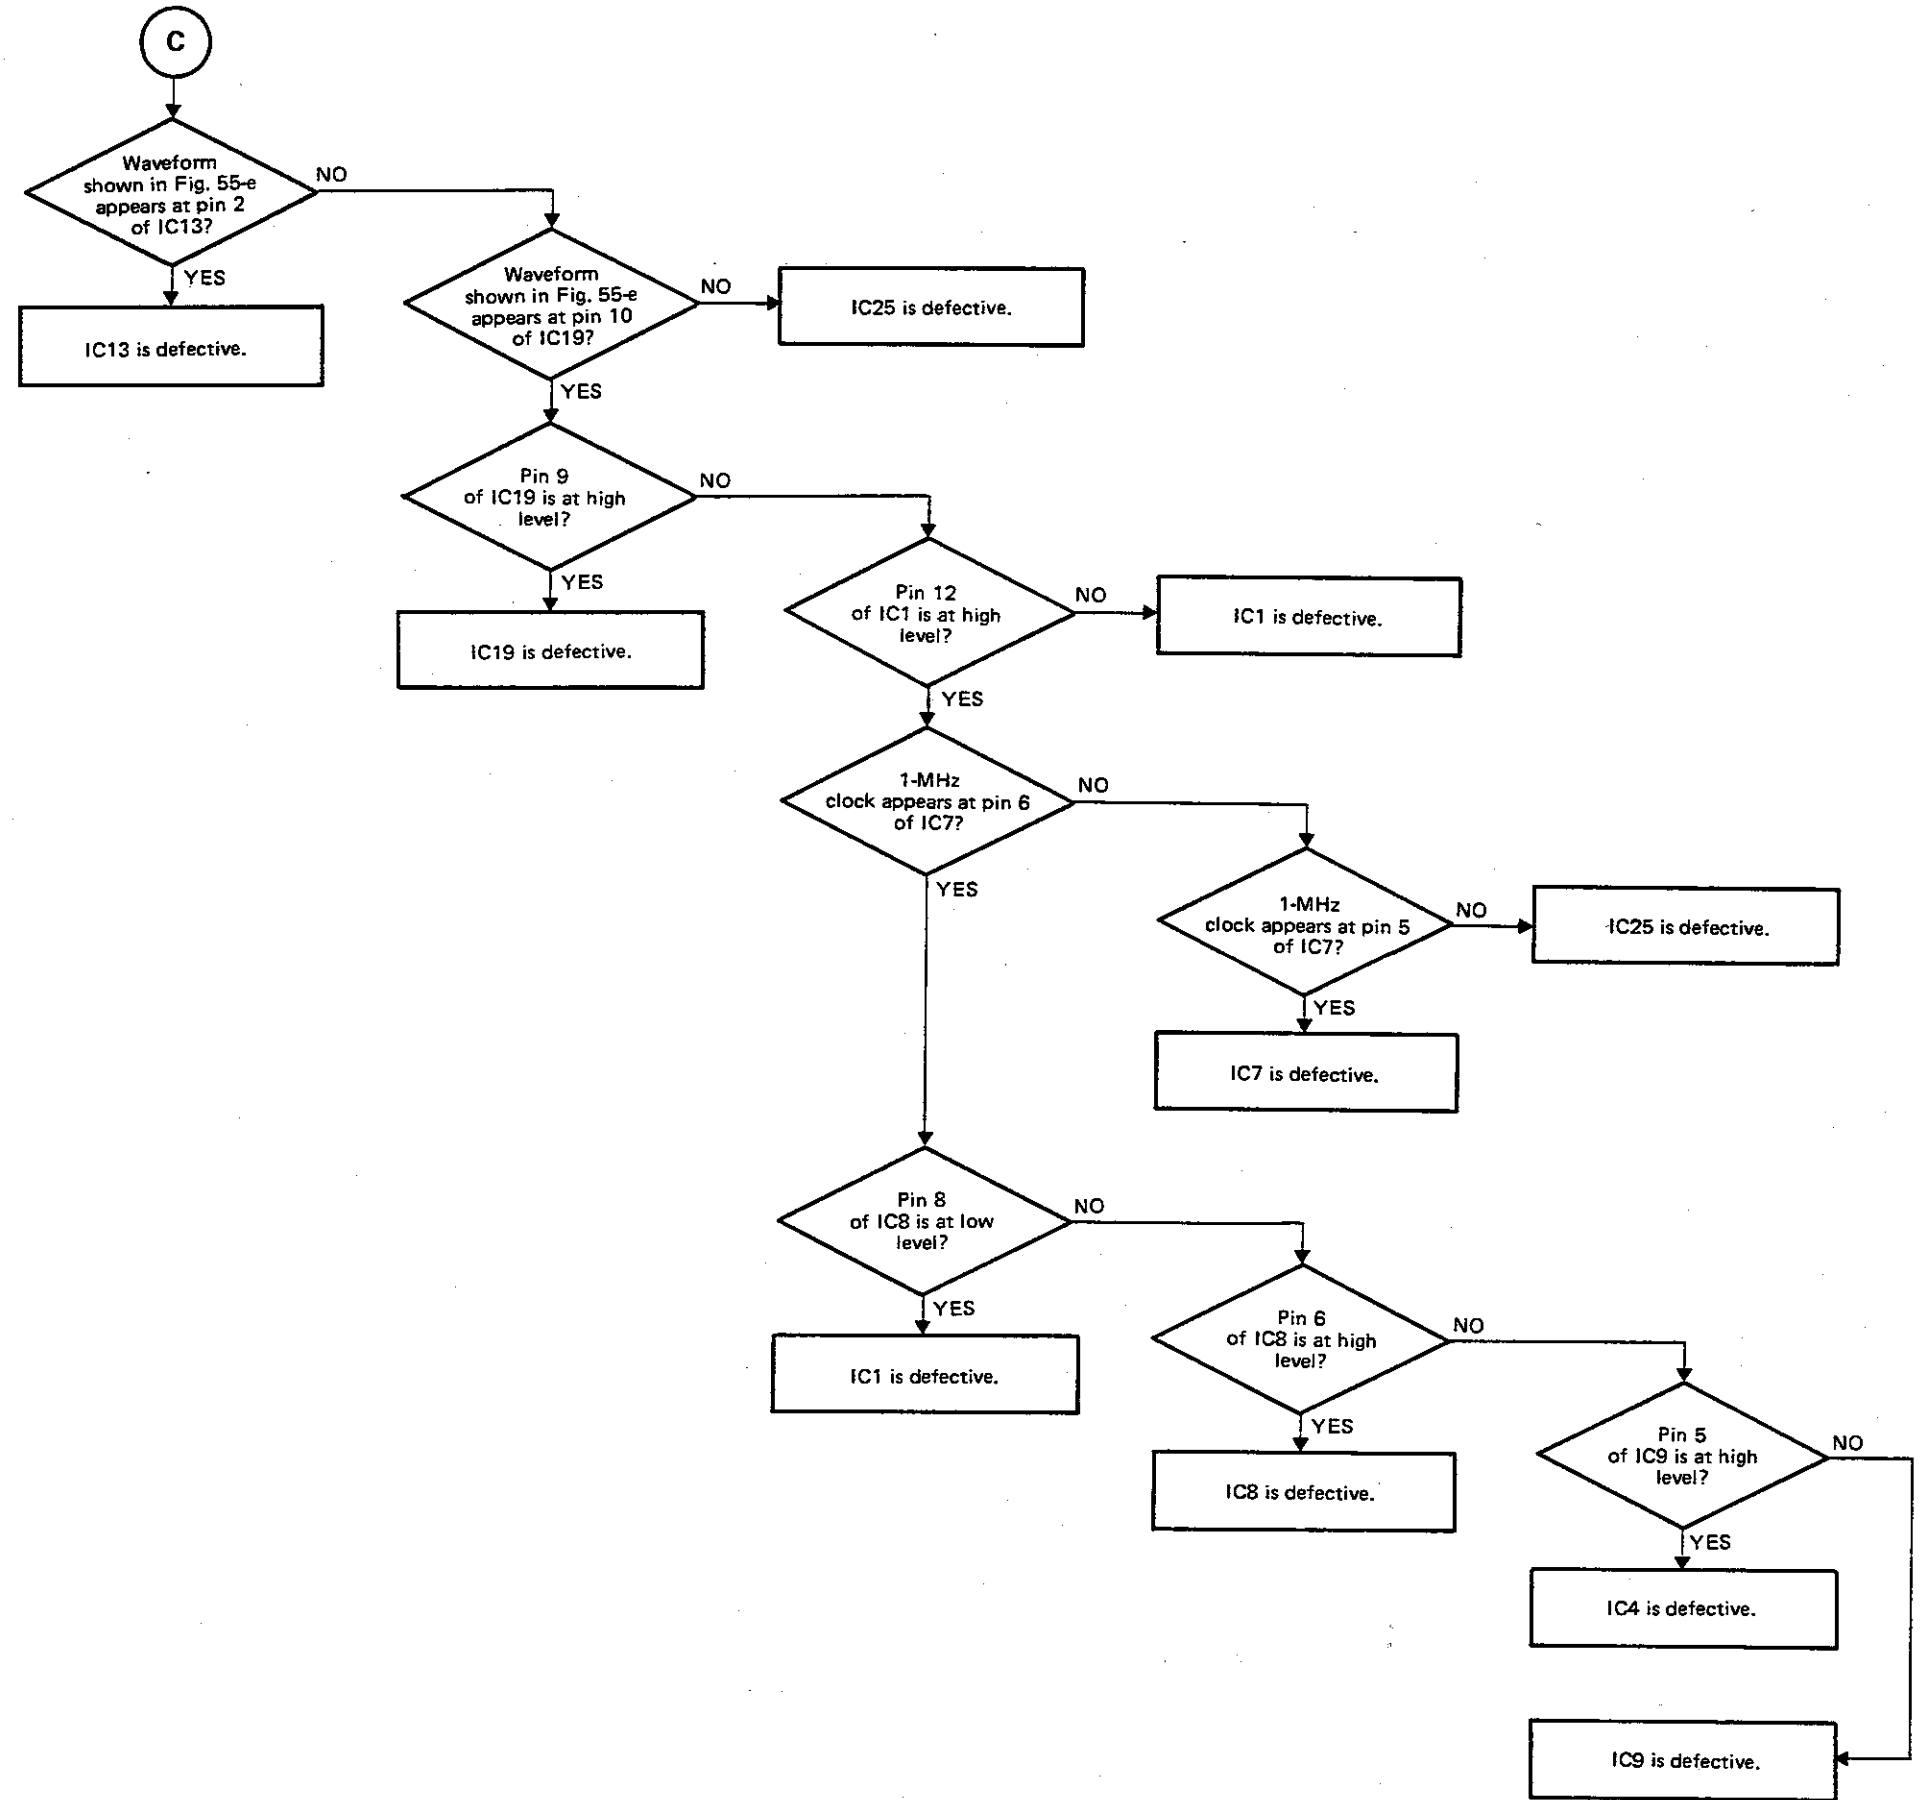 C
Waveform
shown in Fig. 55-e
appears at pin 2
of IC13?
NO
YES
IC13 is defective.
Waveform
shown in Fig. 55-e
appears at pin 10
of IC19?
NO
IC25 is defective.
YES
Pin 9
of IC19 is at high
level?
NO
YES
IC19 is defective.
Pin 12
of IC1 is at high
level?
NO
IC1 is defective.
YES
1-MHz
clock appears at pin 6
of IC7?
NO
YES
1-MHz
clock appears at pin 5
of IC7?
NO
IC25 is defective.
YES
IC7 is defective.
Pin 8
of IC8 is at low
level?
NO
YES
IC1 is defective.
Pin 6
of IC8 is at high
level?
NO
YES
IC8 is defective.
Pin 5
of IC9 is at high
level?
NO
YES
IC4 is defective.
IC9 is defective.